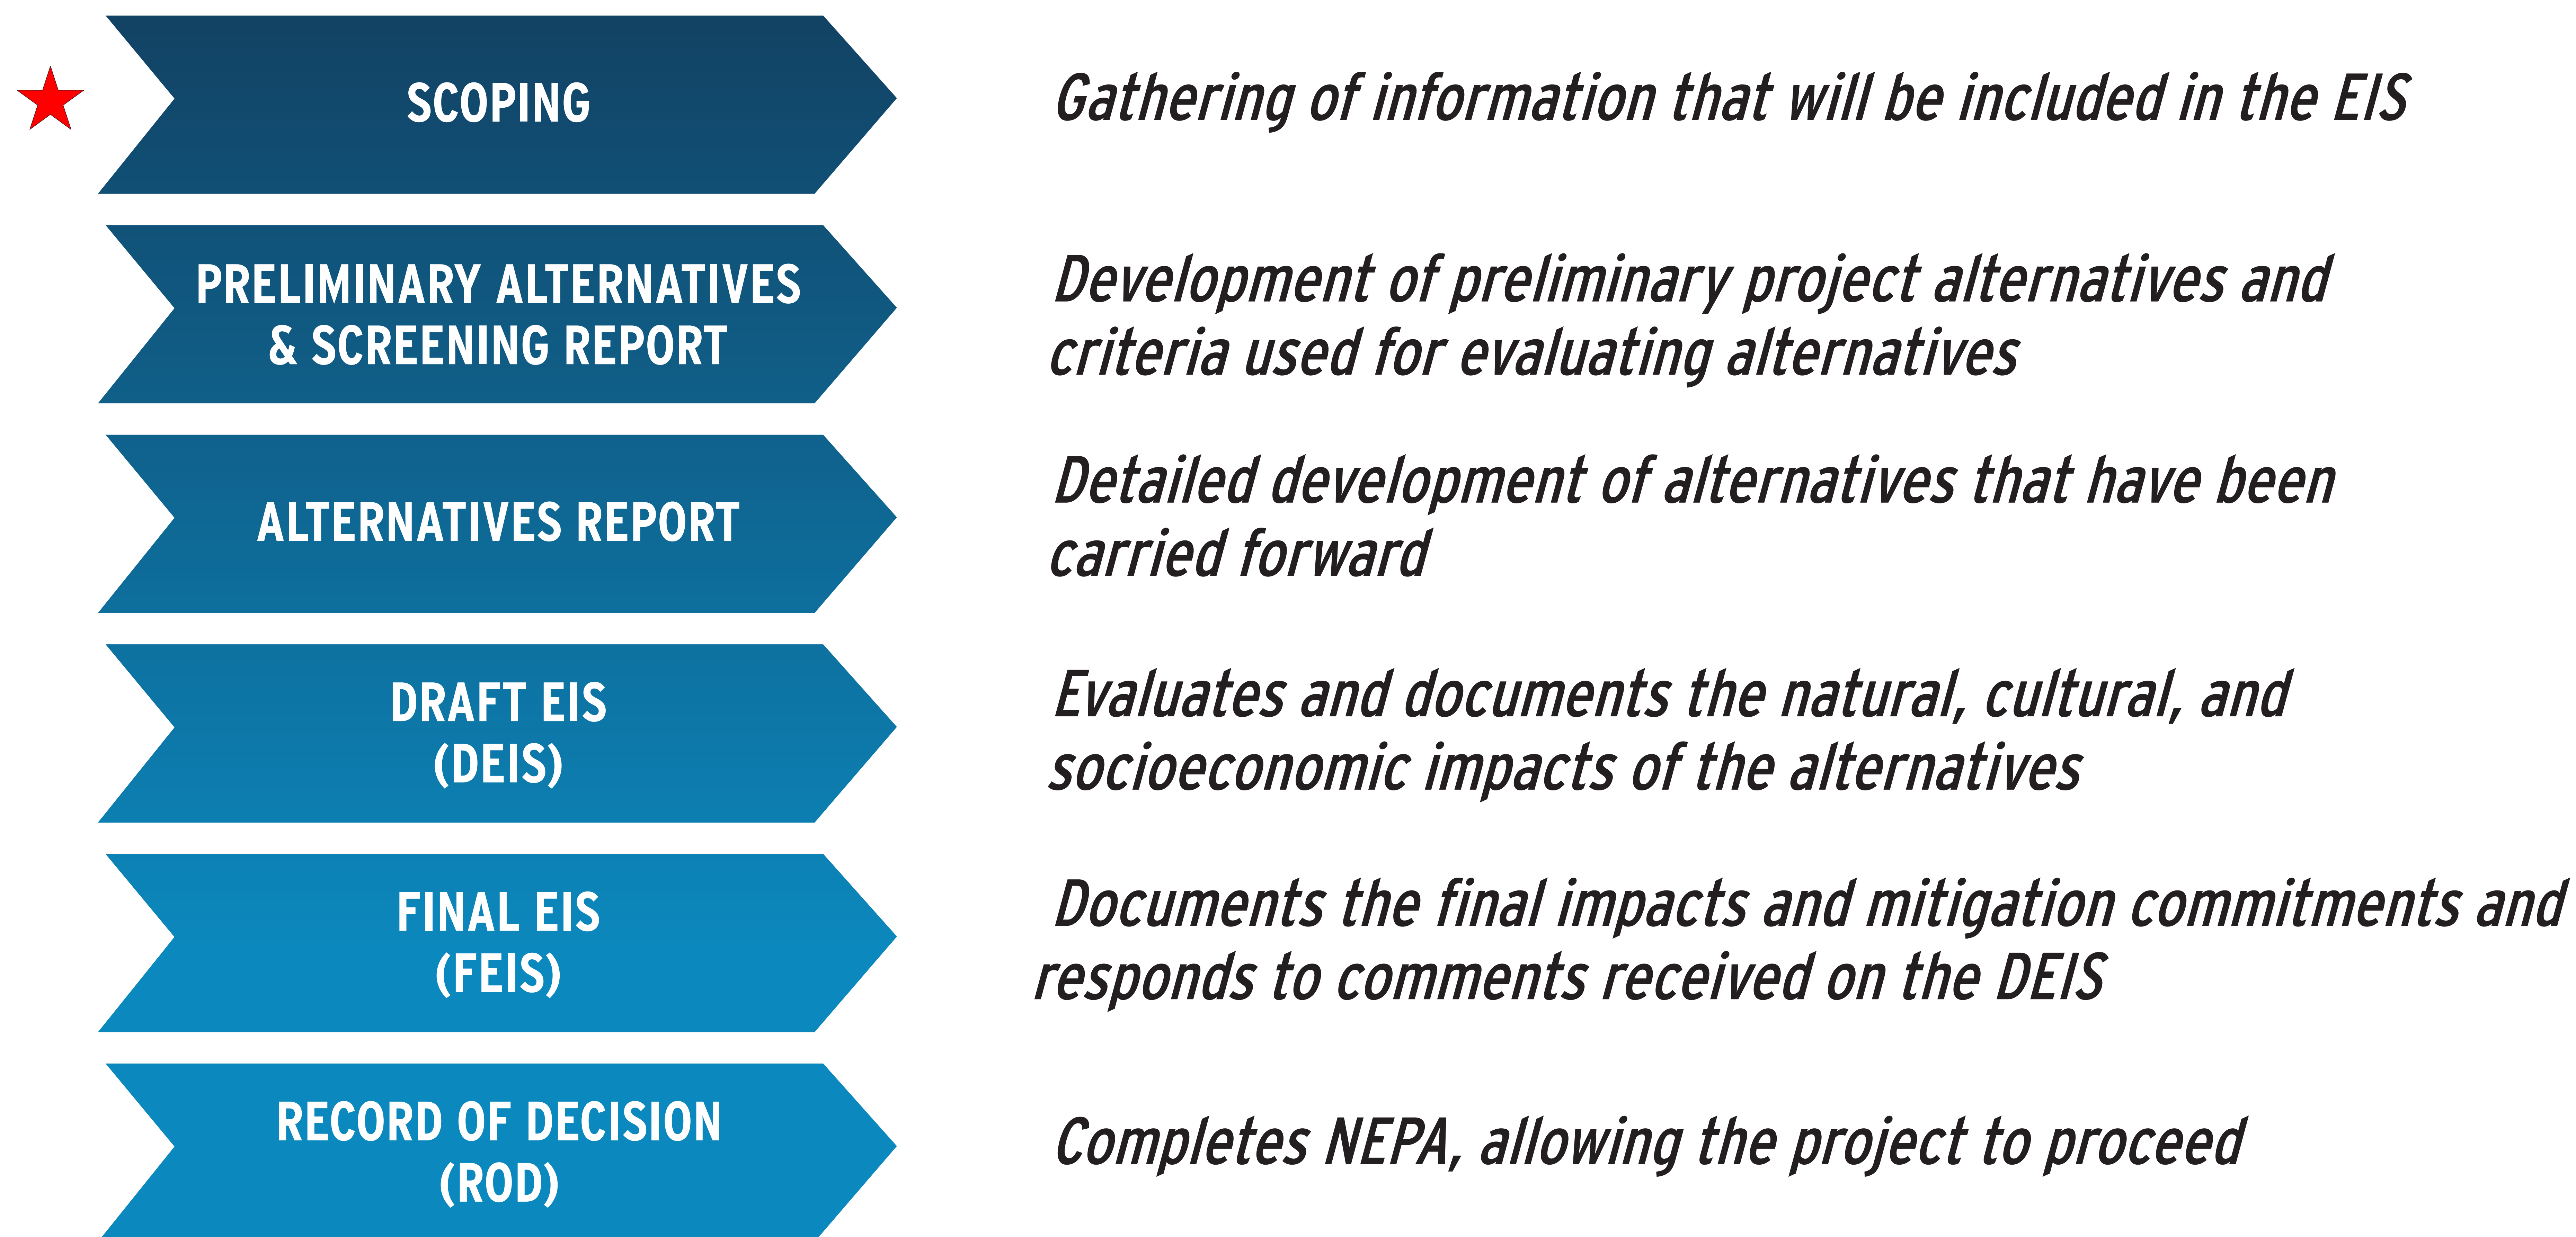 SCOPING
Gathering of information that will be included in the EIS
PRELIMINARY ALTERNATIVES
& SCREENING REPORT
Development of preliminary project alternatives and
criteria used for evaluating alternatives
ALTERNATIVES REPORT
Detailed development of alternatives that have been
carried forward
DRAFT EIS
(DEIS)
Evaluates and documents the natural, cultural, and
socioeconomic impacts of the alternatives
FINAL EIS
(FEIS)
Documents the final impacts and mitigation commitments and
responds to comments received on the DEIS
RECORD OF DECISION
(ROD)
Completes NEPA, allowing the project to proceed